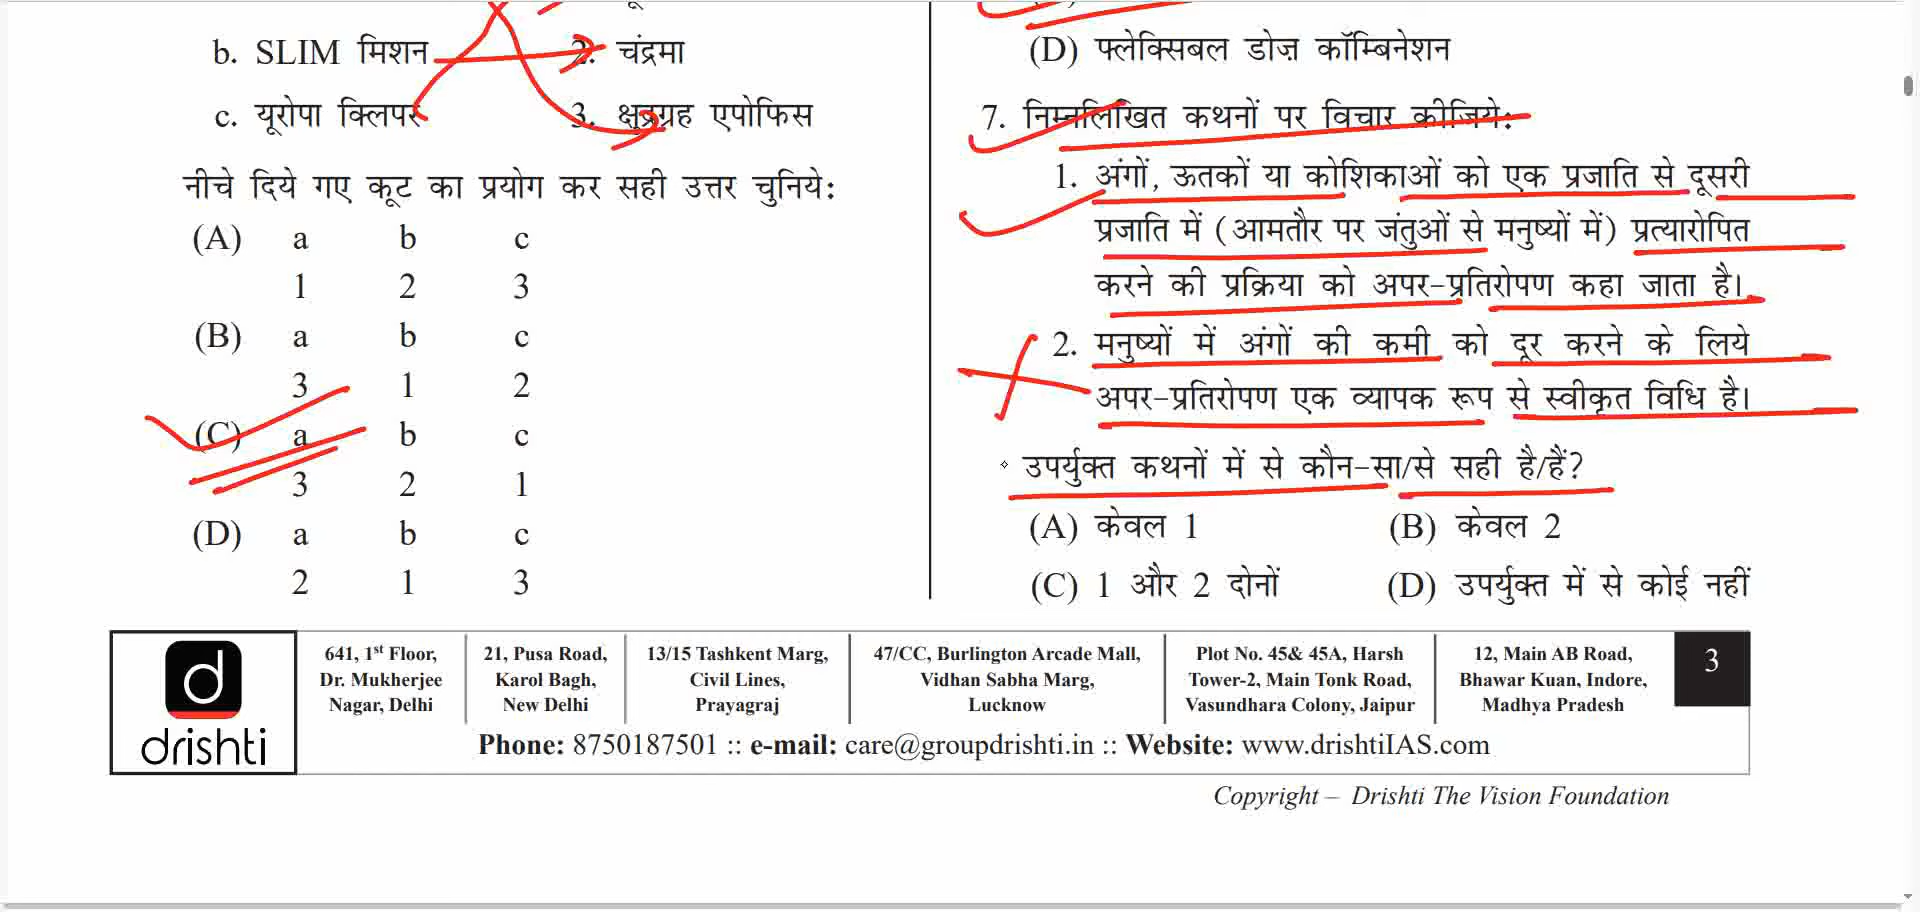 b. SLIM मिशन 2. चंद्रमा
c. यूरोपा क्लिपर 3. क्षुद्रग्रह एपोफिस
नीचे दिये गए कूट का प्रयोग कर सही उत्तर चुनिये:
(A) a b c
1 2 3
(B) a b c
3 1 2
(C) a b c
3 2 1
(D) a b c
2 1 3
(D) फ्लेक्सिबल डोज़ कॉम्बिनेशन
7. निम्नलिखित कथनों पर विचार कीजिये:
1. अंगों, ऊतकों या कोशिकाओं को एक प्रजाति से दूसरी
प्रजाति में (आमतौर पर जंतुओं से मनुष्यों में) प्रत्यारोपित
करने की प्रक्रिया को अपर-प्रतिरोपण कहा जाता है।
2. मनुष्यों में अंगों की कमी को दूर करने के लिये
अपर-प्रतिरोपण एक व्यापक रूप से स्वीकृत विधि है।
उपर्युक्त कथनों में से कौन-सा/से सही है/हैं?
(A) केवल 1 (B) केवल 2
(C) 1 और 2 दोनों (D) उपर्युक्त में से कोई नहीं
drishti
641, 1st Floor,
Dr. Mukherjee
Nagar, Delhi
21, Pusa Road,
Karol Bagh,
New Delhi
13/15 Tashkent Marg,
Civil Lines,
Prayagraj
47/CC, Burlington Arcade Mall,
Vidhan Sabha Marg,
Lucknow
Plot No. 45& 45A, Harsh
Tower-2, Main Tonk Road,
Vasundhara Colony, Jaipur
12, Main AB Road,
Bhawar Kuan, Indore,
Madhya Pradesh
3
Phone: 8750187501 :: e-mail: care@groupdrishti.in :: Website: www.drishtiIAS.com
Copyright – Drishti The Vision Foundation